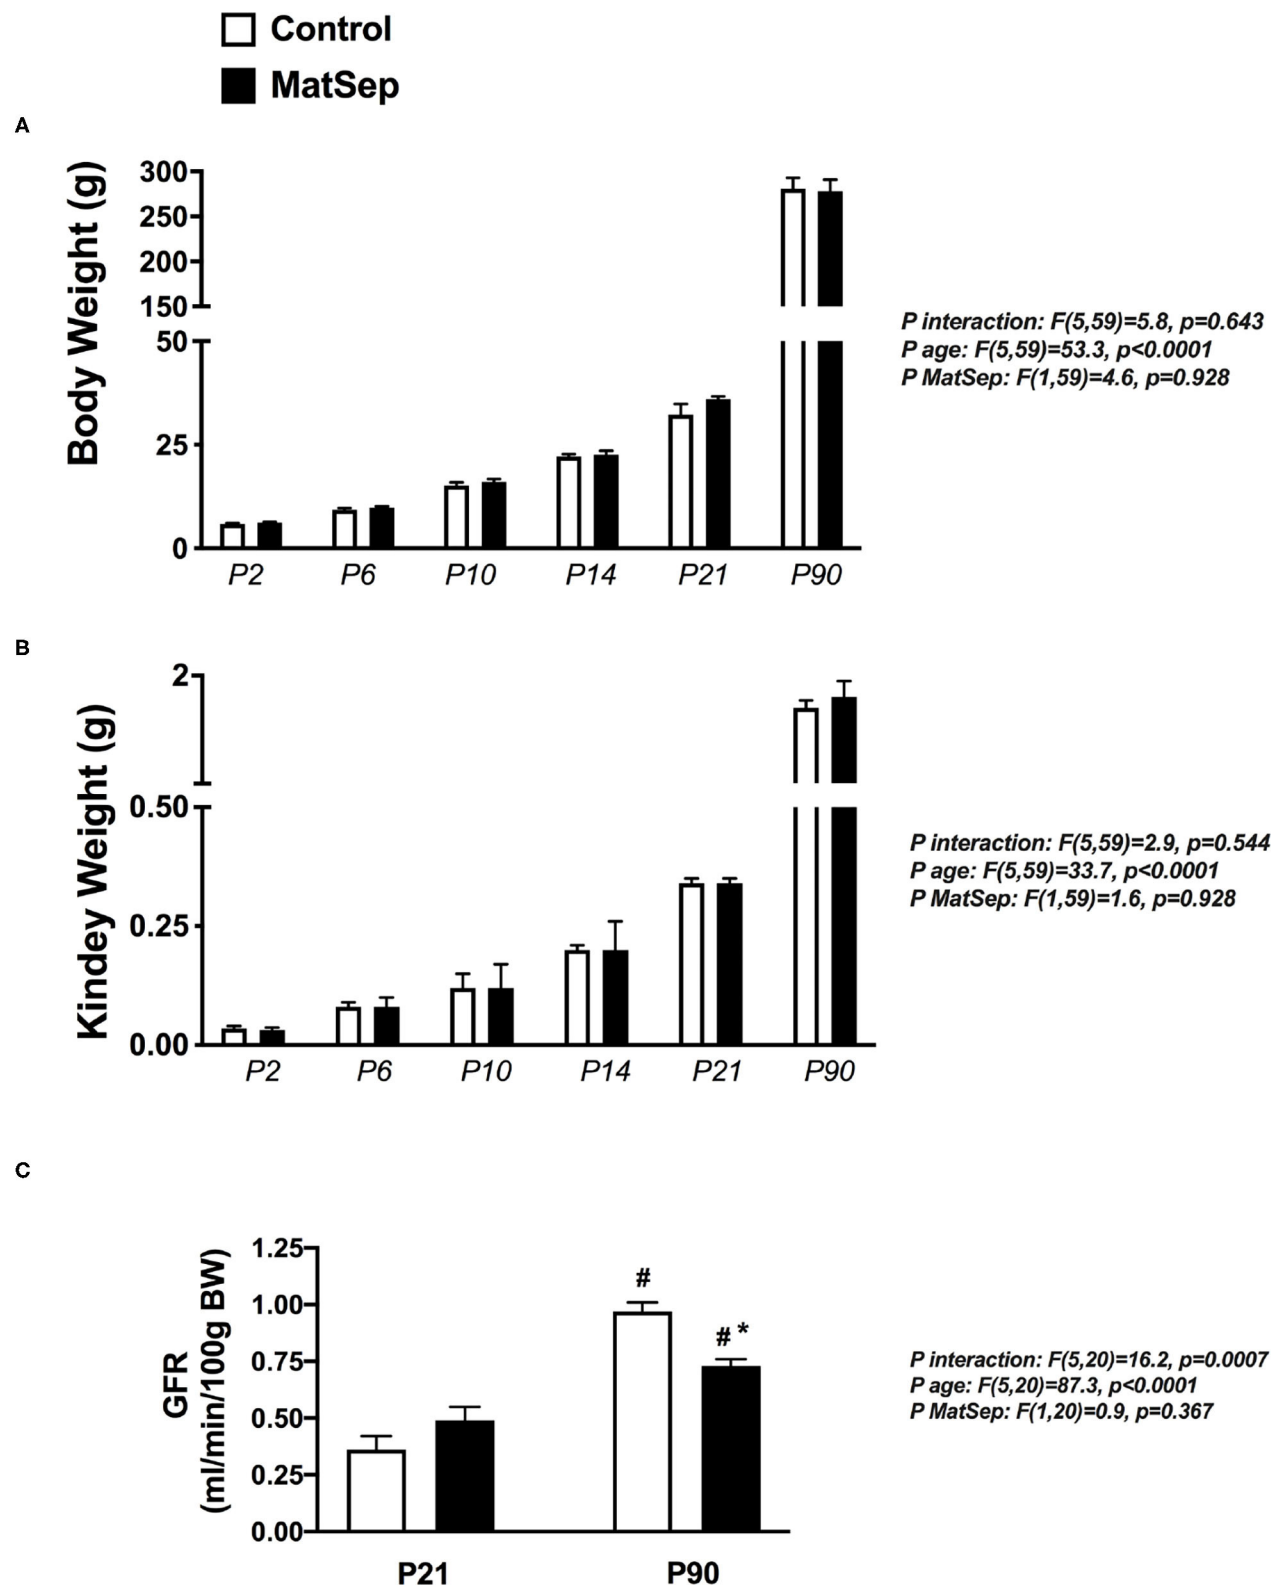 Control
MatSep
A
Body Weight (g)
300
250
200
150
50
25
0
P2 P6 P10 P14 P21 P90
P interaction: F(5,59)=5.8, p=0.643
P age: F(5,59)=53.3, p<0.0001
P MatSep: F(1,59)=4.6, p=0.928
B
Kindey Weight (g)
2
0.50
0.25
0.00
P2 P6 P10 P14 P21 P90
P interaction: F(5,59)=2.9, p=0.544
P age: F(5,59)=33.7, p<0.0001
P MatSep: F(1,59)=1.6, p=0.928
C
GFR
(ml/min/100g BW)
1.25
1.00
0.75
0.50
0.25
0.00
#
# *
P21 P90
P interaction: F(5,20)=16.2, p=0.0007
P age: F(5,20)=87.3, p<0.0001
P MatSep: F(1,20)=0.9, p=0.367